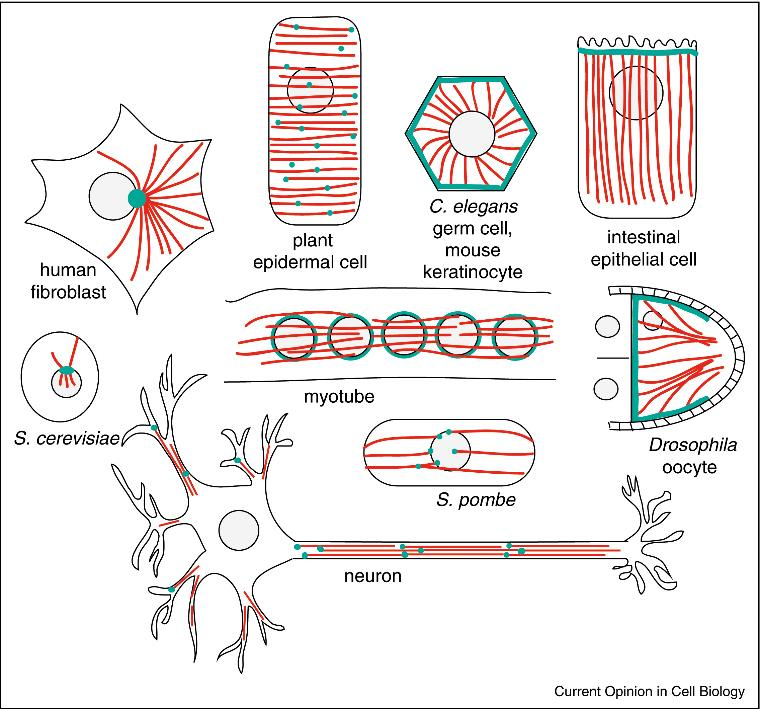 human
fibroblast
plant
epidermal cell
C. elegans
germ cell,
mouse
keratinocyte
intestinal
epithelial cell
S. cerevisiae
myotube
S. pombe
Drosophila
oocyte
neuron
Current Opinion in Cell Biology